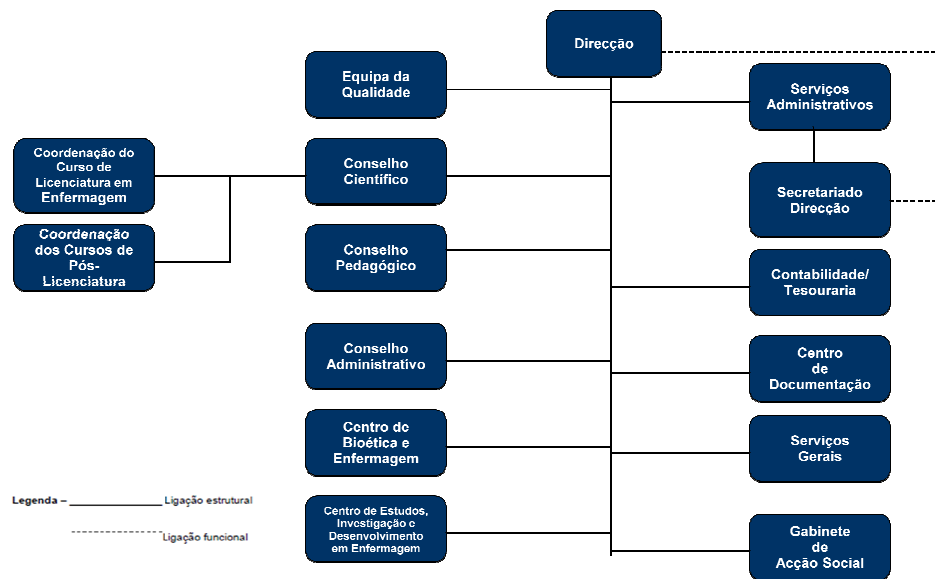 Direcção
Equipa da
Qualidade
Serviços
Administrativos
Coordenação do
Curso de
Licenciatura em
Enfermagem
Conselho
Científico
Secretariado
Direcção
Coordenação
dos Cursos de
Pós-
Licenciatura
Conselho
Pedagógico
Contabilidade/
Tesouraria
Conselho
Administrativo
Centro
de
Documentação
Centro de
Bioética e
Enfermagem
Serviços
Gerais
Legenda – Ligação estrutural
Ligação funcional
Centro de Estudos,
Investigação e
Desenvolvimento
em Enfermagem
Gabinete
de
Acção Social